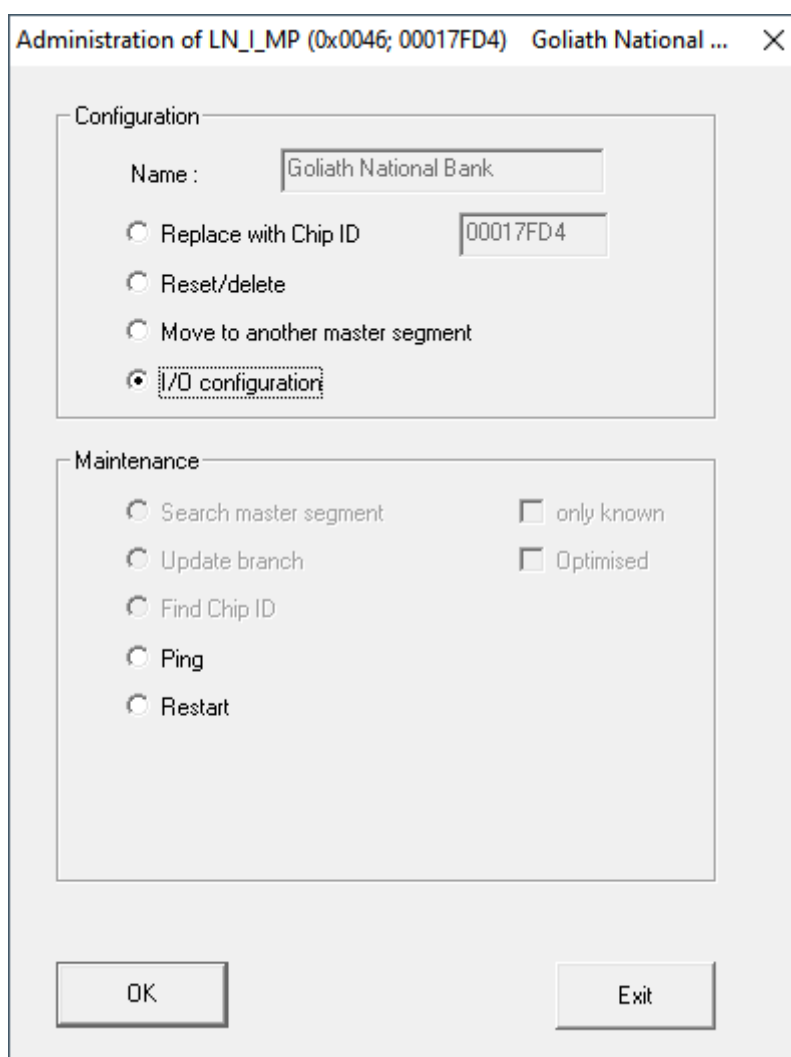 Administration of LN_I_MP (0x0046; 00017FD4) Goliath National ...
Configuration
Name : Goliath National Bank
Replace with Chip ID 00017FD4
Reset/delete
Move to another master segment
I/O configuration
Maintenance
Search master segment only known
Update branch Optimised
Find Chip ID
Ping
Restart
OK Exit